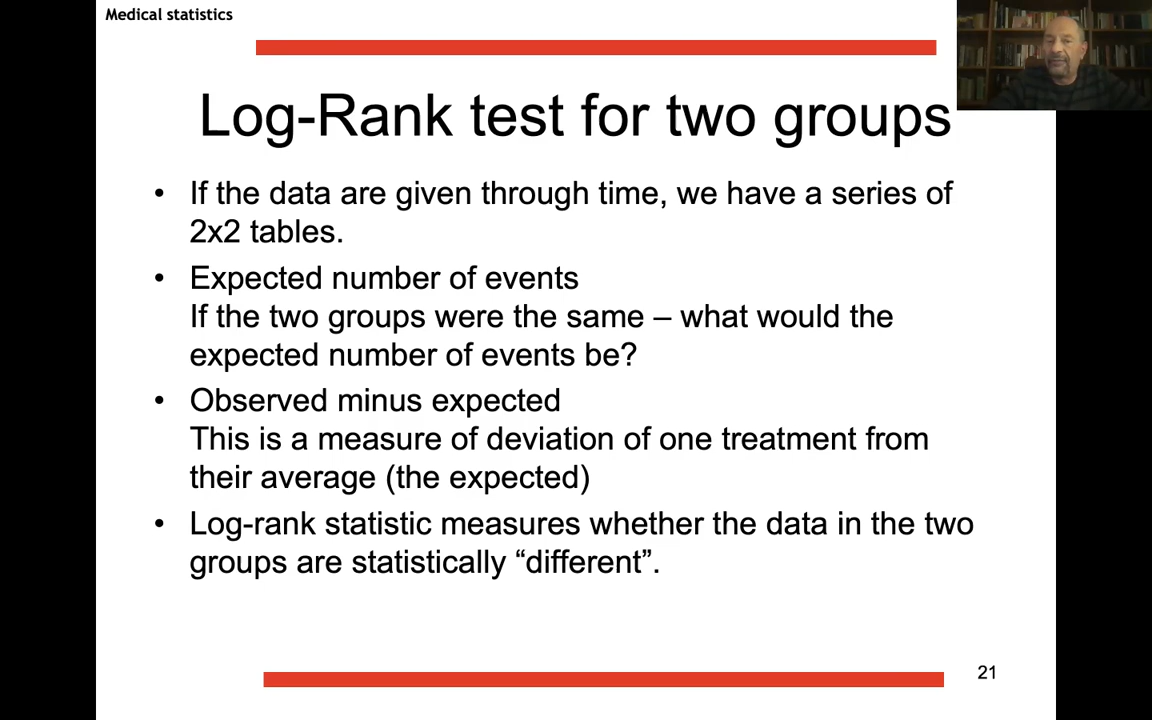 Medical statistics
Log-Rank test for two groups
• If the data are given through time, we have a series of
2x2 tables.
• Expected number of events
If the two groups were the same – what would the
expected number of events be?
• Observed minus expected
This is a measure of deviation of one treatment from
their average (the expected)
• Log-rank statistic measures whether the data in the two
groups are statistically “different”.
21